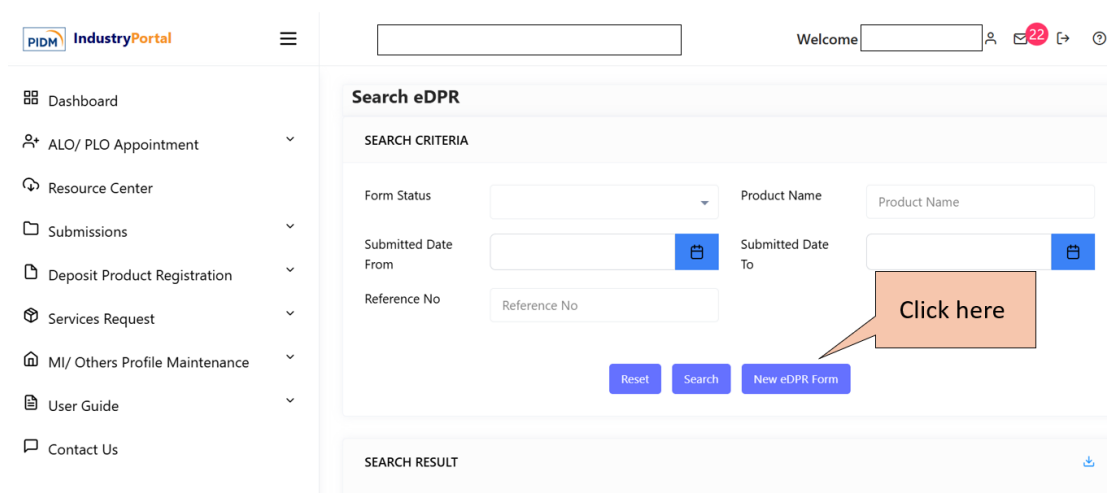 PIDM IndustryPortal
Welcome
22
Dashboard
ALO/ PLO Appointment
Resource Center
Submissions
Deposit Product Registration
Services Request
MI/ Others Profile Maintenance
User Guide
Contact Us
Search eDPR
SEARCH CRITERIA
Form Status
Product Name
Product Name
Submitted Date
From
Submitted Date
To
Reference No
Reference No
Click here
Reset
Search
New eDPR Form
SEARCH RESULT